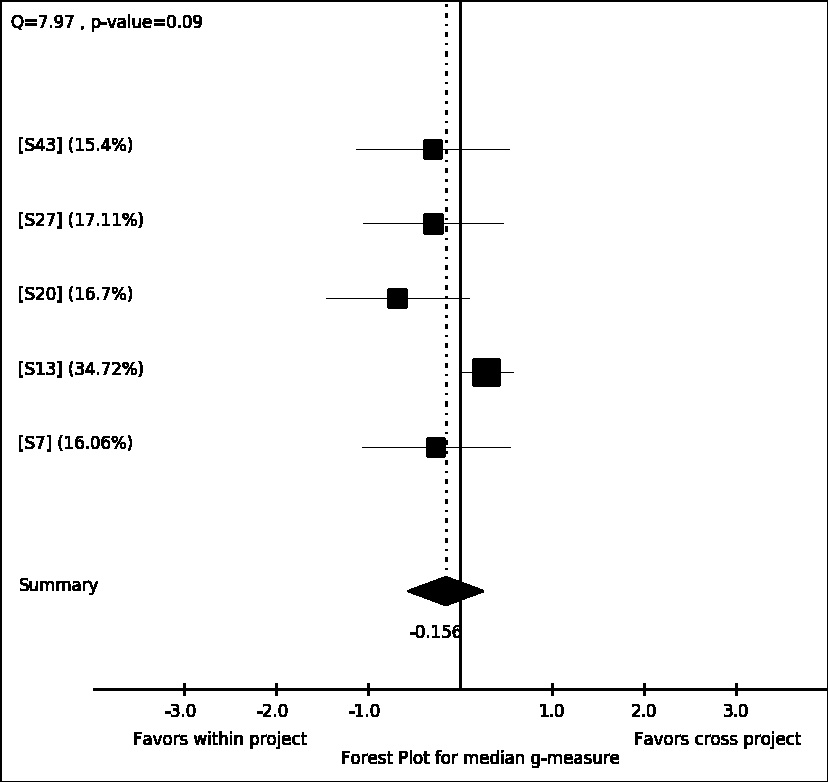 Q=7.97 , p-value=0.09
[S43] (15.4%)
[S27] (17.11%)
[S20] (16.7%)
[S13] (34.72%)
[S7] (16.06%)
Summary
-0.156
-3.0 -2.0 -1.0 1.0 2.0 3.0
Favors within project Favors cross project
Forest Plot for median g-measure